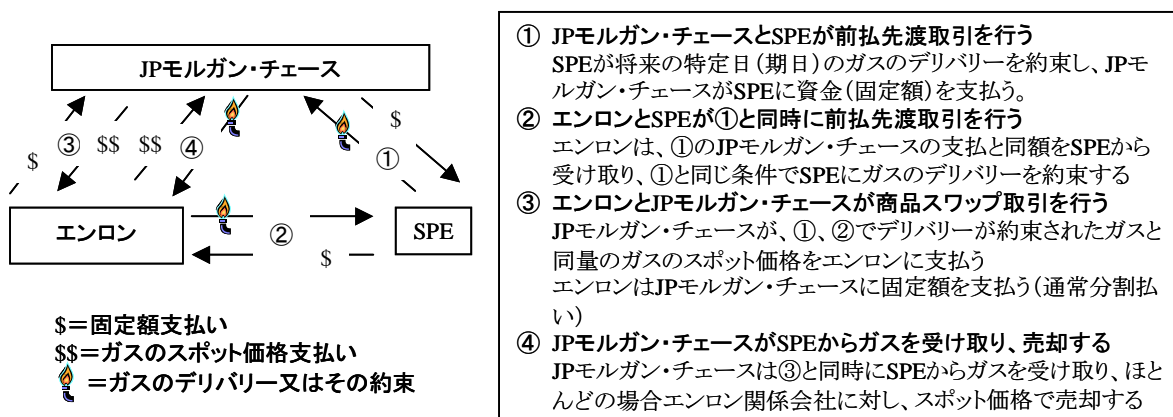 JPモルガン・チェース
$
③
$$
$$
④
$
①
エンロン
②
$
SPE
$=固定額支払い
$$=ガスのスポット価格支払い
=ガスのデリバリー又はその約束
① JPモルガン・チェースとSPEが前払先渡取引を行う
SPEが将来の特定日(期日)のガスのデリバリーを約束し、JPモ
ルガン・チェースがSPEに資金(固定額)を支払う。
② エンロンとSPEが①と同時に前払先渡取引を行う
エンロンは、①のJPモルガン・チェースの支払と同額をSPEから
受け取り、①と同じ条件でSPEにガスのデリバリーを約束する
③ エンロンとJPモルガン・チェースが商品スワップ取引を行う
JPモルガン・チェースが、①、②でデリバリーが約束されたガスと
同量のガスのスポット価格をエンロンに支払う
エンロンはJPモルガン・チェースに固定額を支払う(通常分割払
い)
④ JPモルガン・チェースがSPEからガスを受け取り、売却する
JPモルガン・チェースは③と同時にSPEからガスを受け取り、ほと
んどの場合エンロン関係会社に対し、スポット価格で売却する